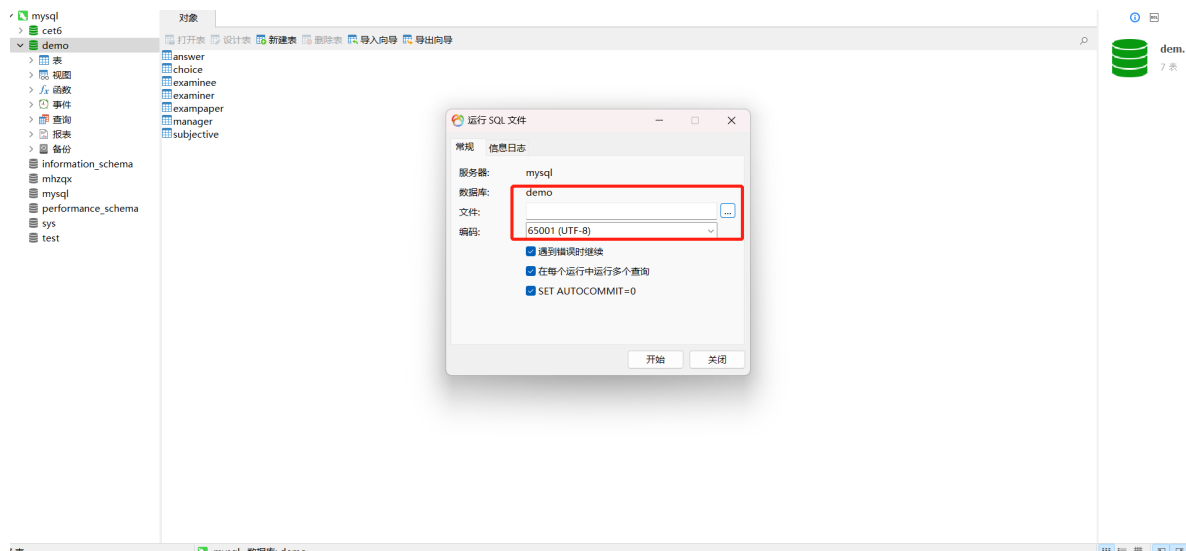 mysql
cet6
demo
表
视图
函数
事件
查询
报表
备份
information_schema
mhzqx
mysql
performance_schema
sys
test
对象
打开表 设计表 新建表 删除表 导入向导 导出向导
answer
choice
examinee
examiner
exampaper
manager
subjective
运行 SQL 文件
常规 信息日志
服务器: mysql
数据库: demo
文件: ...
编码: 65001 (UTF-8)
遇到错误时继续
在每个运行中运行多个查询
SET AUTOCOMMIT=0
开始 关闭
dem.
7 表